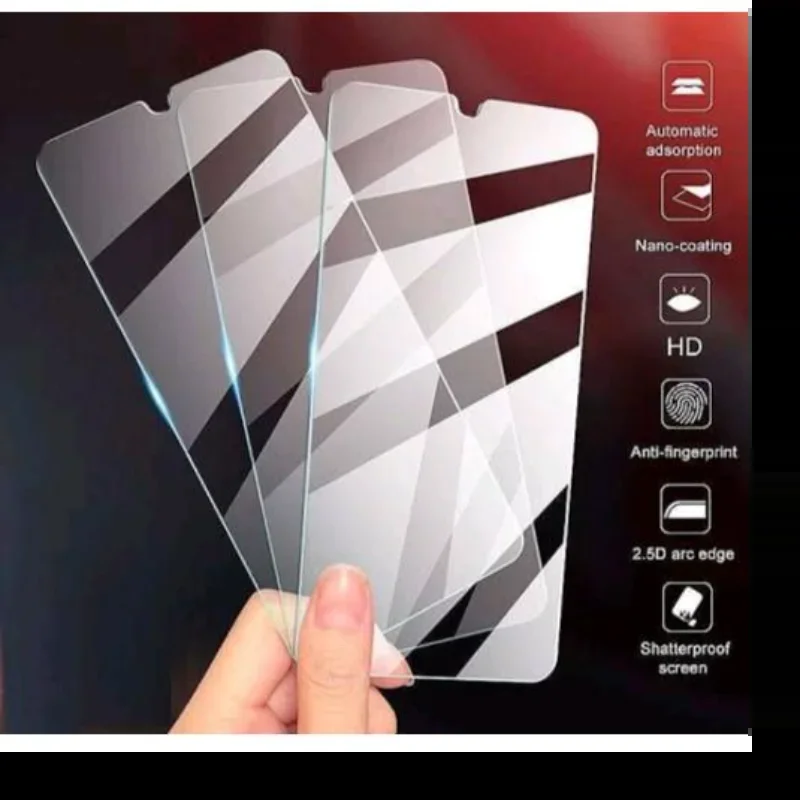 Automatic
adsorption
Nano-coating
HD
Anti-fingerprint
2.5D arc edge
Shatterproof
screen